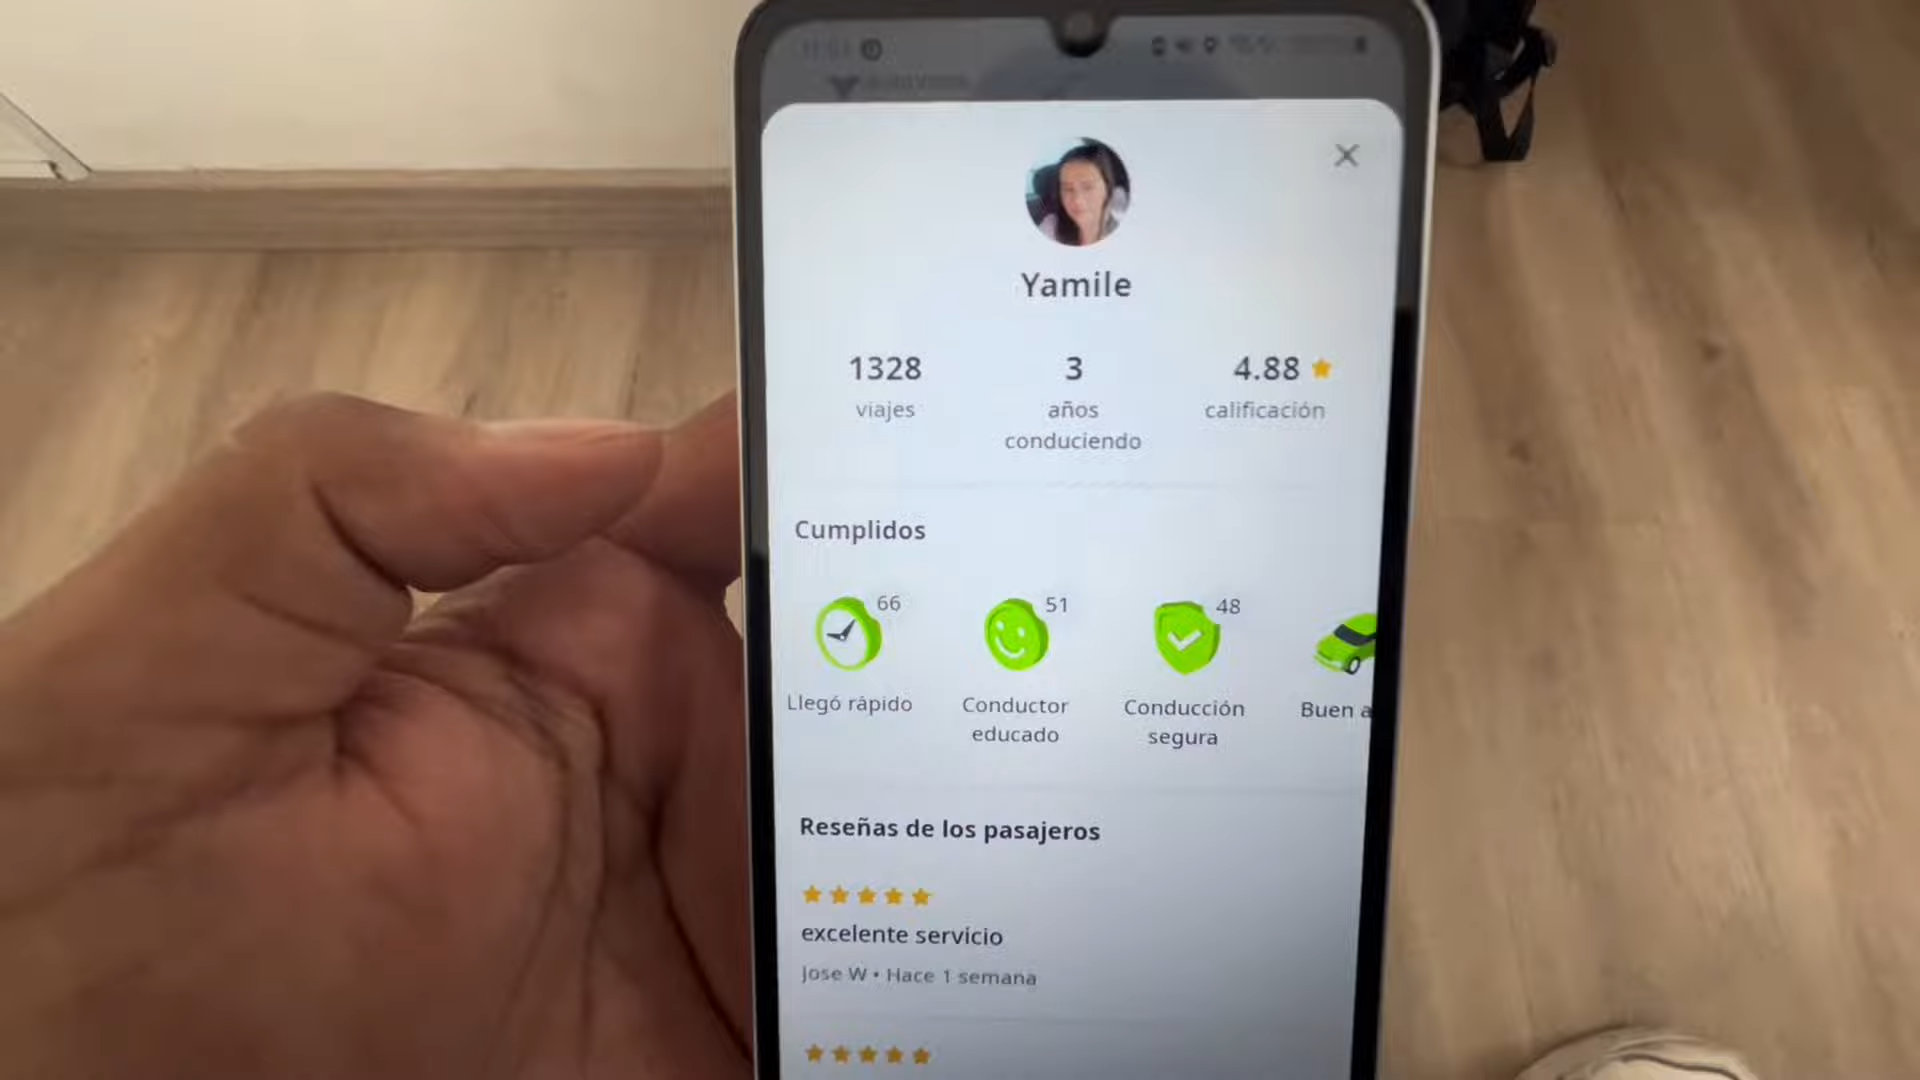 Yamile
1328
viajes
3
años
conduciendo
4.88
calificación
Cumplidos
66
Llegó rápido
51
Conductor
educado
48
Conducción
segura
Buen a
Reseñas de los pasajeros
excelente servicio
Jose W • Hace 1 semana